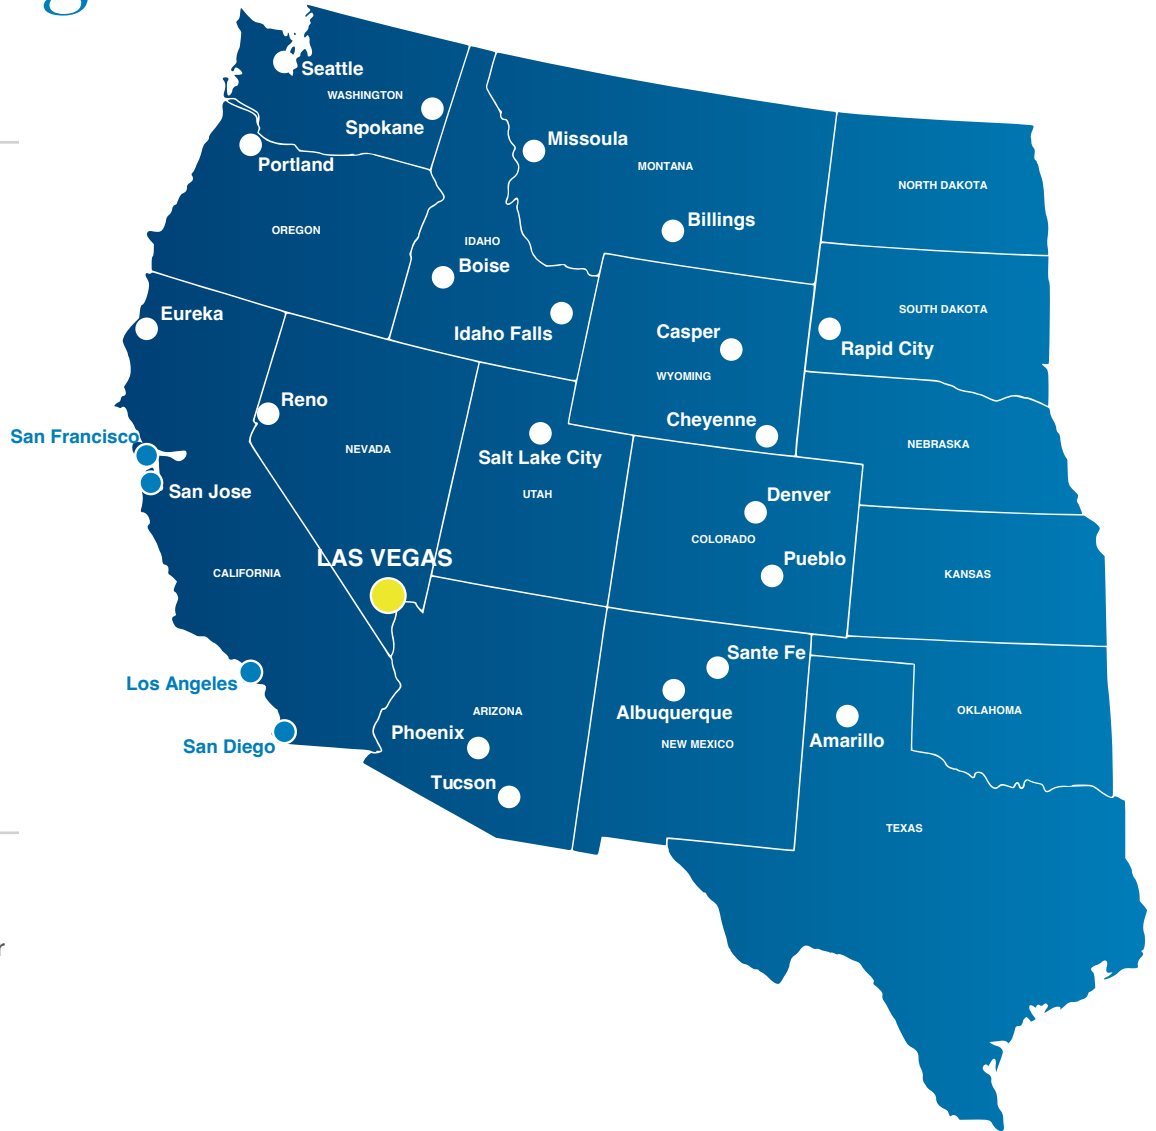 g
Seattle
WASHINGTON
Spokane
Missoula
Portland
MONTANA
NORTH DAKOTA
Billings
OREGON
IDAHO
Boise
SOUTH DAKOTA
Eureka
Idaho Falls
Casper
Rapid City
WYOMING
Reno
Cheyenne
San Francisco
NEVADA
NEBRASKA
Salt Lake City
San Jose
UTAH
Denver
COLORADO
LAS VEGAS
Pueblo
CALIFORNIA
KANSAS
Sante Fe
Los Angeles
ARIZONA
Albuquerque
OKLAHOMA
Phoenix
NEW MEXICO
Amarillo
San Diego
Tucson
TEXAS
r